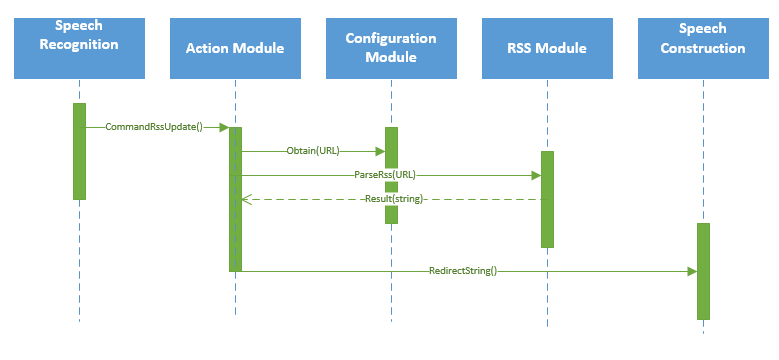 Speech
Recognition
Action Module
Configuration
Module
RSS Module
Speech
Construction
CommandRssUpdate()
Obtain(URL)
ParseRss(URL)
Result(string)
RedirectString()